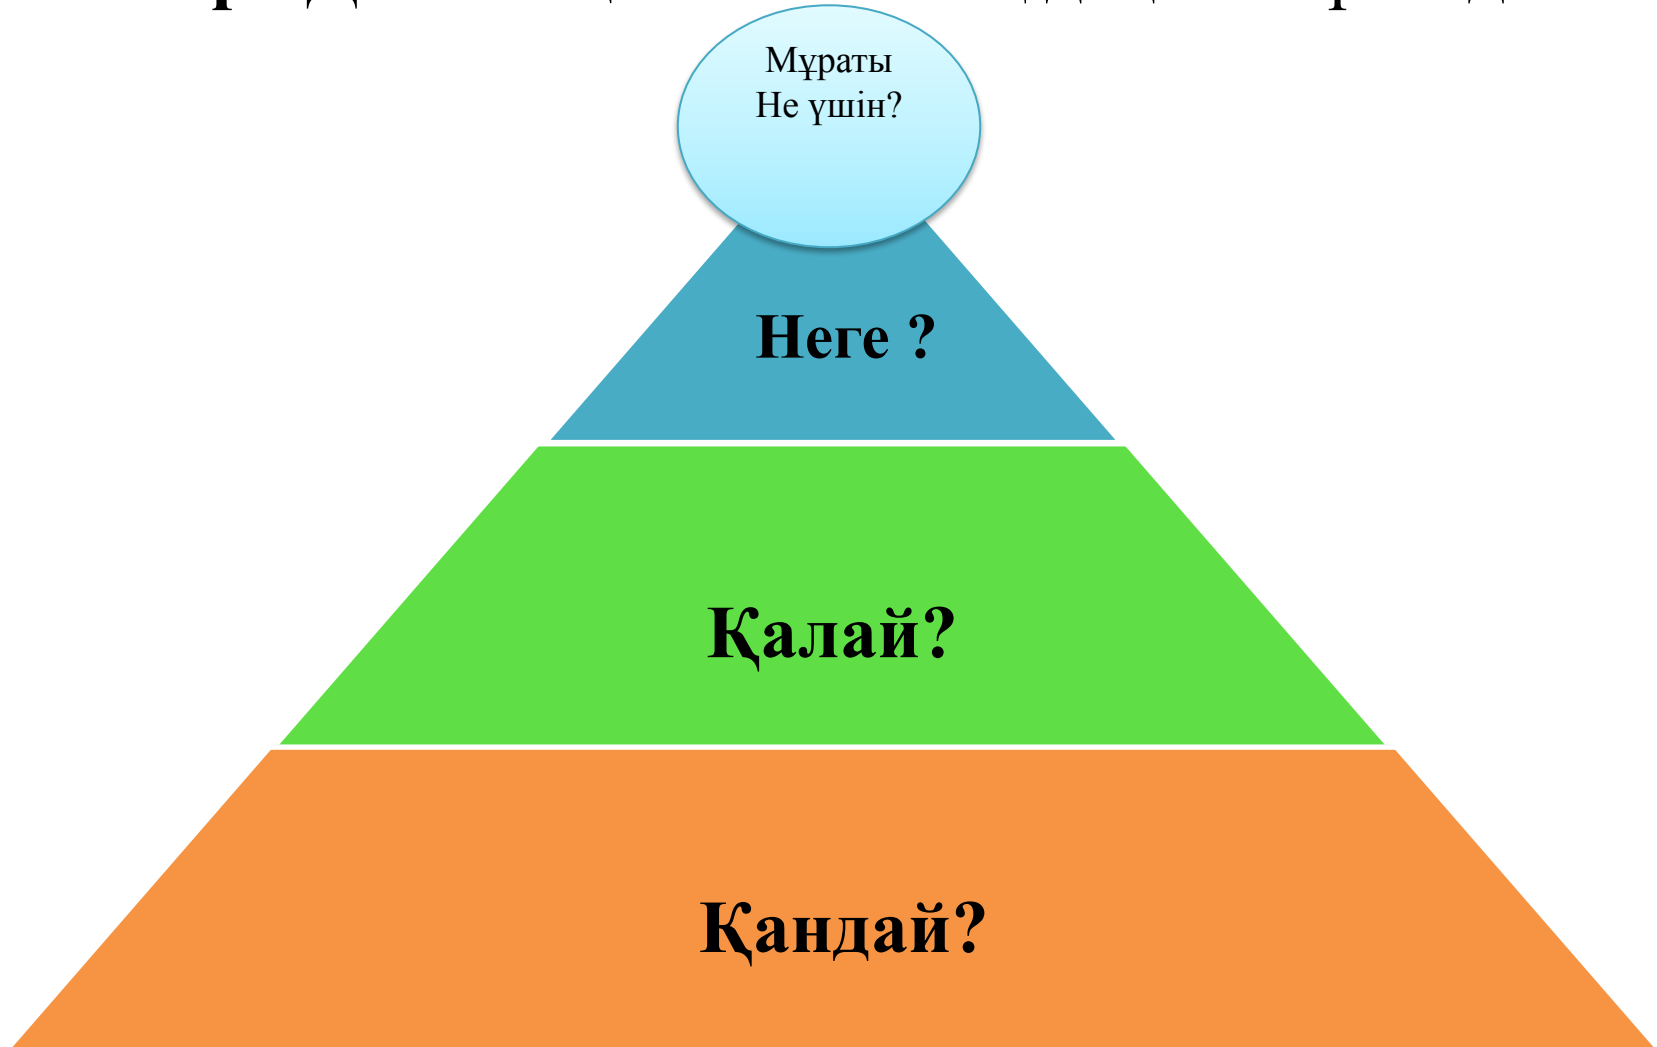 Мұраты
Не үшін?
Неге ?
Қалай?
Қандай?